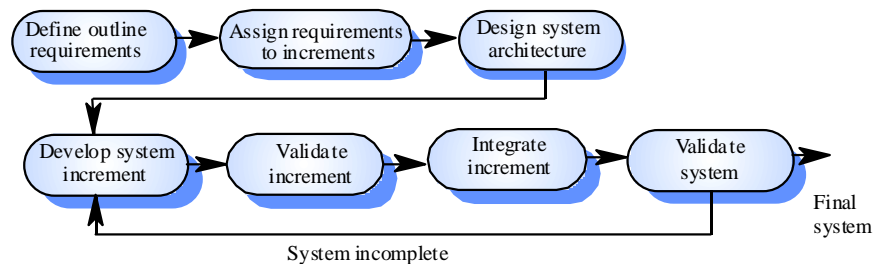 Define outline
requirements
Assign requirements
to increments
Design system
architecture
Develop system
increment
Validate
increment
Integrate
increment
Validate
system
Final
system
System incomplete